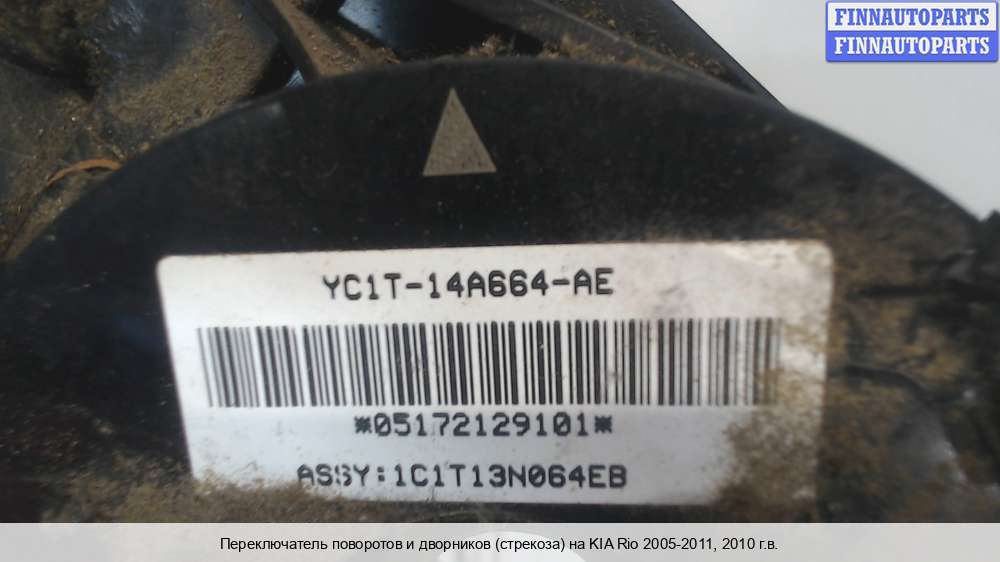 FINNAUTOPARTS
FINNAUTOPARTS
YC1T-14A664-AE
*05172129101*
ASSY:1C1T13N064EB
Переключатель поворотов и дворников (стрекоза) на KIA Rio 2005-2011, 2010 г.в.